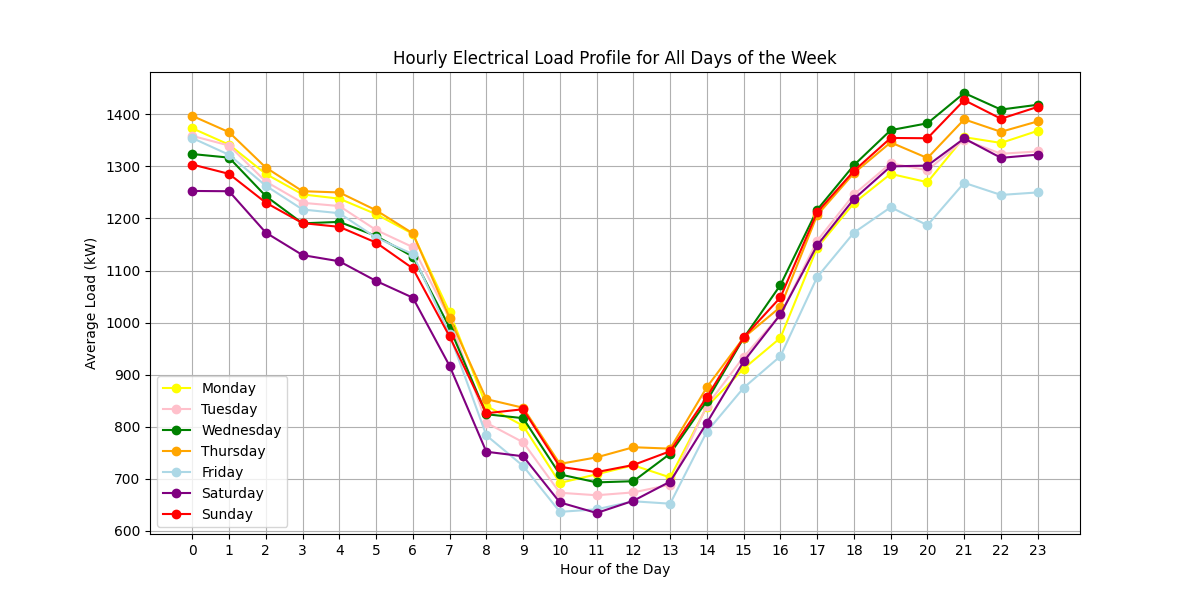 Hourly Electrical Load Profile for All Days of the Week
Average Load (kW)
1400
1300
1200
1100
1000
900
800
700
600
Monday
Tuesday
Wednesday
Thursday
Friday
Saturday
Sunday
0 1 2 3 4 5 6 7 8 9 10 11 12 13 14 15 16 17 18 19 20 21 22 23
Hour of the Day